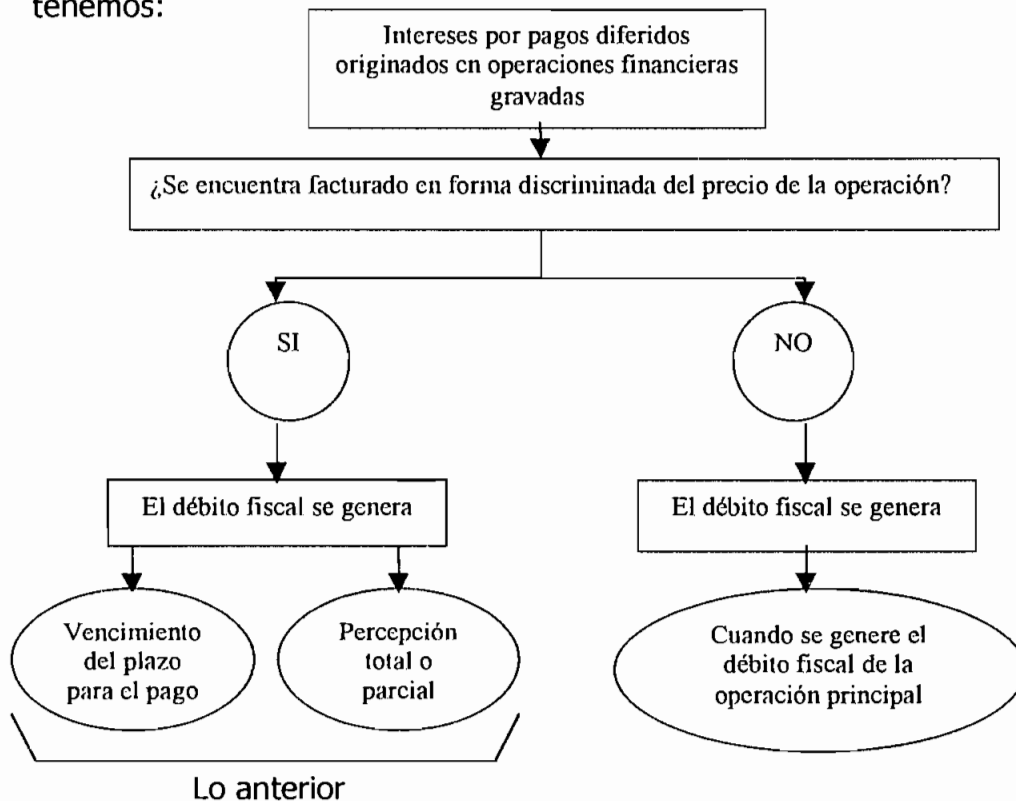 tenemos:
Intereses por pagos diferidos
originados en operaciones financieras
gravadas
¿Se encuentra facturado en forma discriminada del precio de la operación?
SI
NO
El débito fiscal se genera
El débito fiscal se genera
Vencimiento
del plazo
para el pago
Percepción
total o
parcial
Cuando se genere el
débito fiscal de la
operación principal
Lo anterior